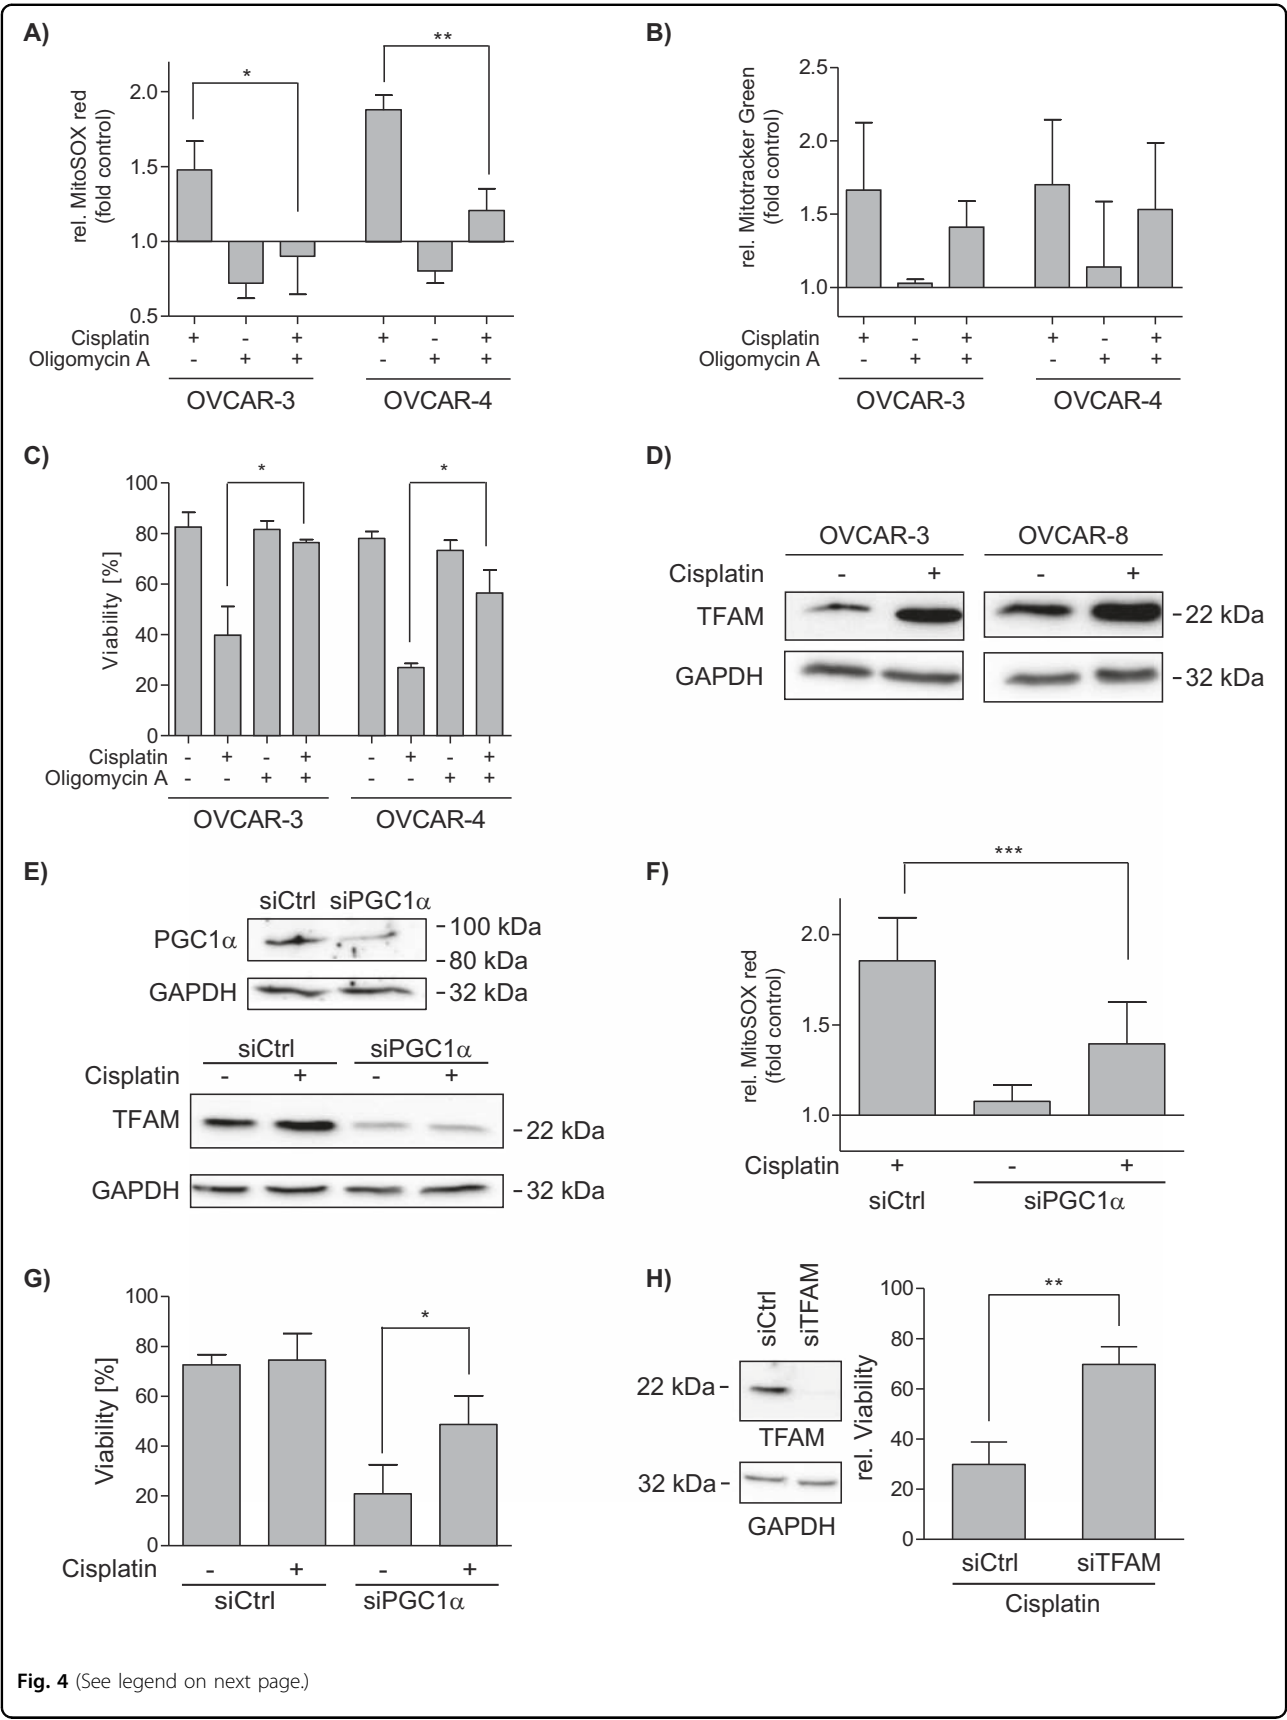 A)
**
*
rel. MitoSOX red
(fold control)
2.0
1.5
1.0
0.5
Cisplatin + - + + - +
Oligomycin A - + + - + +
OVCAR-3 OVCAR-4
B)
rel. Mitotracker Green
(fold control)
2.5
2.0
1.5
1.0
Cisplatin + - + + - +
Oligomycin A - + + - + +
OVCAR-3 OVCAR-4
C)
* *
Viability [%]
100
80
60
40
20
0
Cisplatin - + - + - + - +
Oligomycin A - - + + - - + +
OVCAR-3 OVCAR-4
D)
OVCAR-3 OVCAR-8
Cisplatin - + - +
TFAM -22 kDa
GAPDH -32 kDa
E)
siCtrl siPGC1α
PGC1α -100 kDa
-80 kDa
GAPDH -32 kDa
siCtrl siPGC1α
Cisplatin - + - +
TFAM -22 kDa
GAPDH -32 kDa
F)
***
rel. MitoSOX red
(fold control)
2.0
1.5
1.0
Cisplatin + - +
siCtrl siPGC1α
G)
*
Viability [%]
100
80
60
40
20
0
Cisplatin - + - +
siCtrl siPGC1α
H)
siCtrl
siTFAM
22 kDa-
TFAM
32 kDa-
GAPDH
**
rel. Viability
100
80
60
40
20
0
siCtrl siTFAM
Cisplatin
Fig. 4 (See legend on next page.)